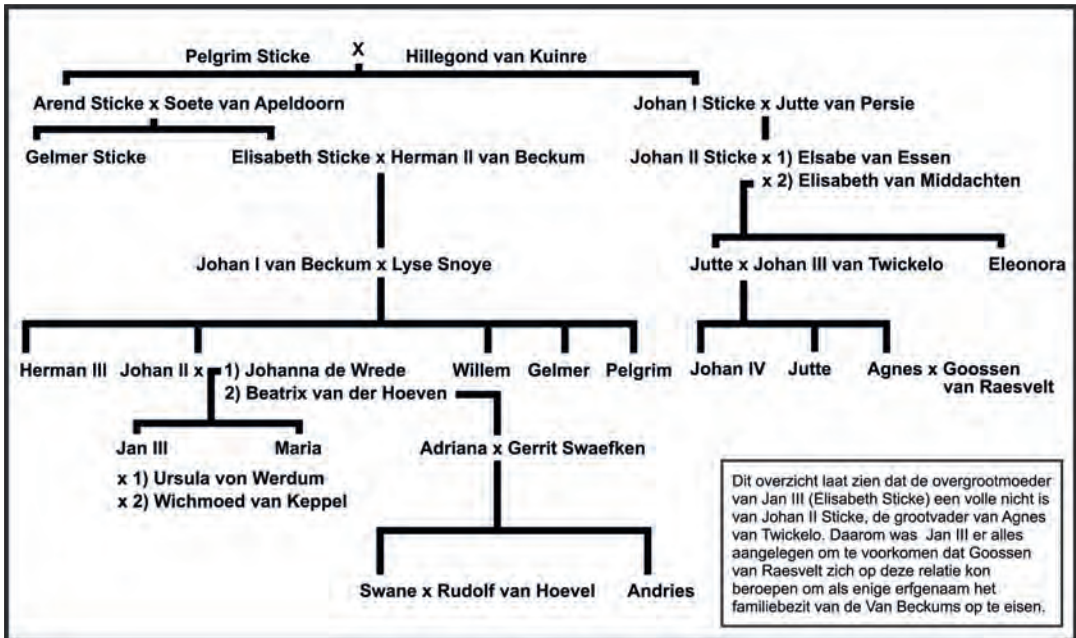 Pelgrim Sticke X Hillegond van Kuinre
Arend Sticke x Soete van Apeldoorn
Johan I Sticke x Jutte van Persie
Gelmer Sticke
Elisabeth Sticke x Herman II van Beckum
Johan II Sticke x 1) Elsabe van Essen
x 2) Elisabeth van Middachten
Johan I van Beckum x Lyse Snoye
Jutte x Johan III van Twickelo
Eleonora
Herman III
Johan II x 1) Johanna de Wrede
2) Beatrix van der Hoeven
Willem
Gelmer
Pelgrim
Johan IV
Jutte
Agnes x Goossen
van Raesvelt
Jan III
Maria
x 1) Ursula von Werdum
x 2) Wichmoed van Keppel
Adriana x Gerrit Swaefken
Swane x Rudolf van Hoevel
Andries
Dit overzicht laat zien dat de overgrootmoeder
van Jan III (Elisabeth Sticke) een volle nicht is
van Johan II Sticke, de grootvader van Agnes
van Twickelo. Daarom was Jan III er alles
aangelegen om te voorkomen dat Goossen
van Raesvelt zich op deze relatie kon
beroepen om als enige erfgenaam het
familiebezit van de Van Beckums op te eisen.